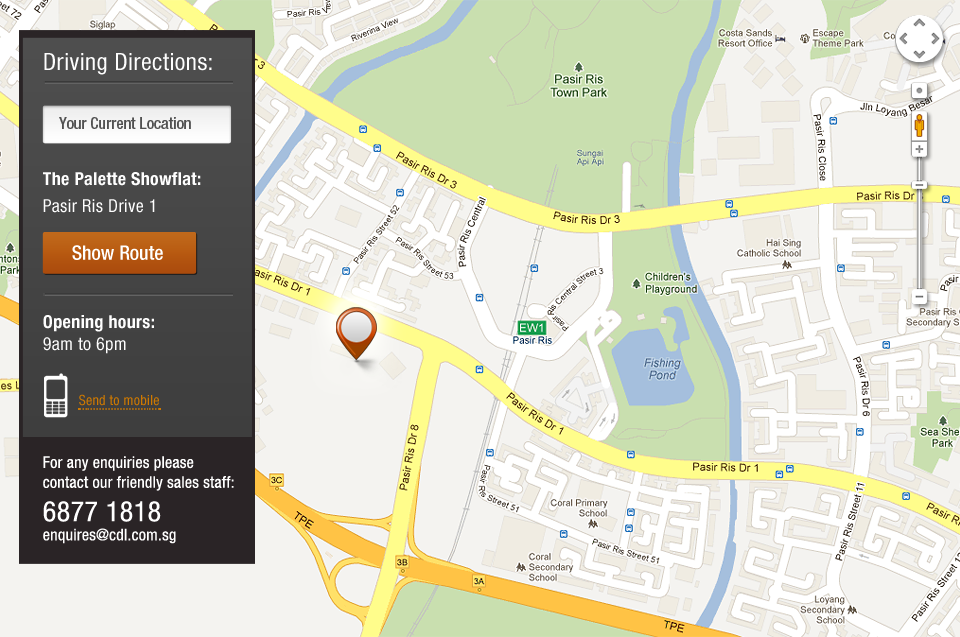 Driving Directions:
Your Current Location
The Palette Showflat:
Pasir Ris Drive 1
Show Route
Opening hours:
9am to 6pm
Send to mobile
For any enquiries please
contact our friendly sales staff:
6877 1818
enquires@cdl.com.sg
Street 72
Siglap
Pasir Ris
Riverina View
Costa Sands
Resort Office
Escape
Theme Park
Pasir Ris
Town Park
Jln Loyang Besar
Pasir Ris Close
Sungai
Api Api
Pasir Ris Dr 3
Pasir Ris Dr 3
Pasir Ris Dr
Pasir Ris Central
Pasir Ris Street 52
Pasir Ris Street 53
Hai Sing
Catholic School
Pasir Ris Dr 1
Ris Central Street 3
Pasir
Children's
Playground
EW1
Pasir Ris
Pasir Ris
Secondary S
Fishing
Pond
Pasir Ris Dr 6
Pasir Ris Dr 1
Pasir Ris Dr 8
Sea She
Park
Pasir Ris Dr 1
Pasir Ris Street 51
Pasir Ris Street 11
3C
TPE
Coral Primary
School
Pasir Ris Street 51
Coral
Secondary
School
3B
3A
Loyang
Secondary
School
TPE